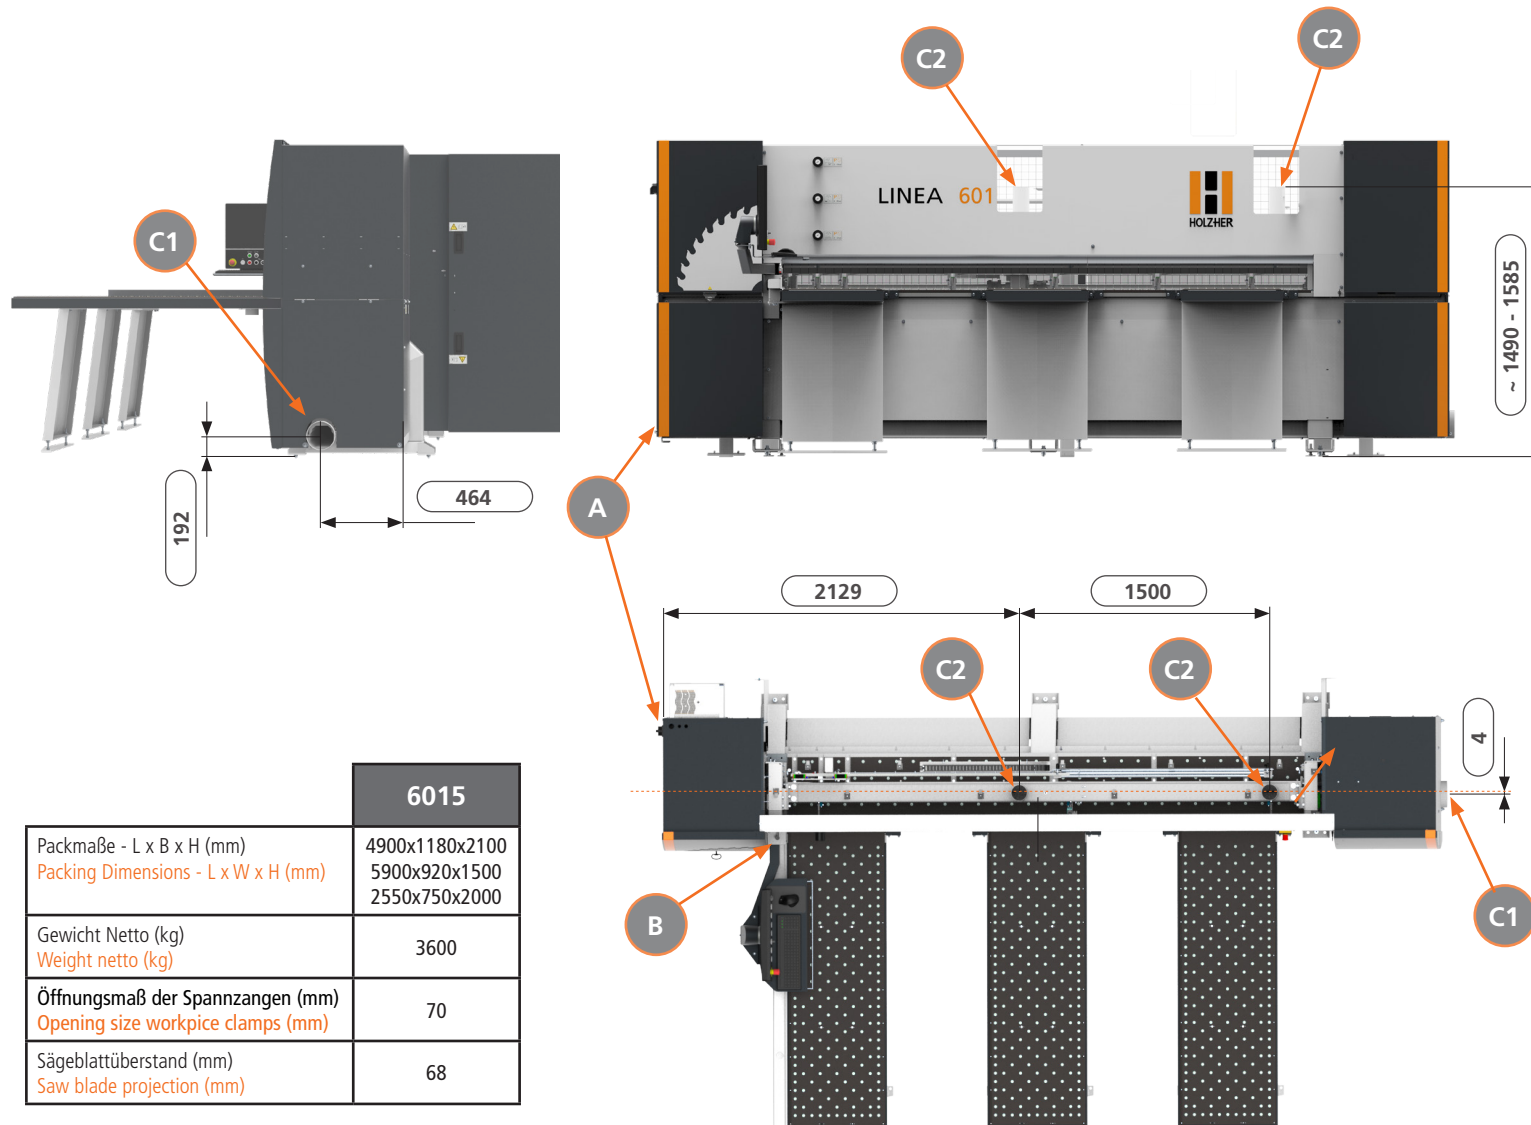 C2
C2
C1
LINEA 601
HOLZHER
~ 1490 - 1585
192
464
A
2129
1500
C2
C2
4
B
C1
6015
Packmaße - L x B x H (mm)
Packing Dimensions - L x W x H (mm)
4900x1180x2100
5900x920x1500
2550x750x2000
Gewicht Netto (kg)
Weight netto (kg)
3600
Öffnungsmaß der Spannzangen (mm)
Opening size workpice clamps (mm)
70
Sägeblattüberstand (mm)
Saw blade projection (mm)
68